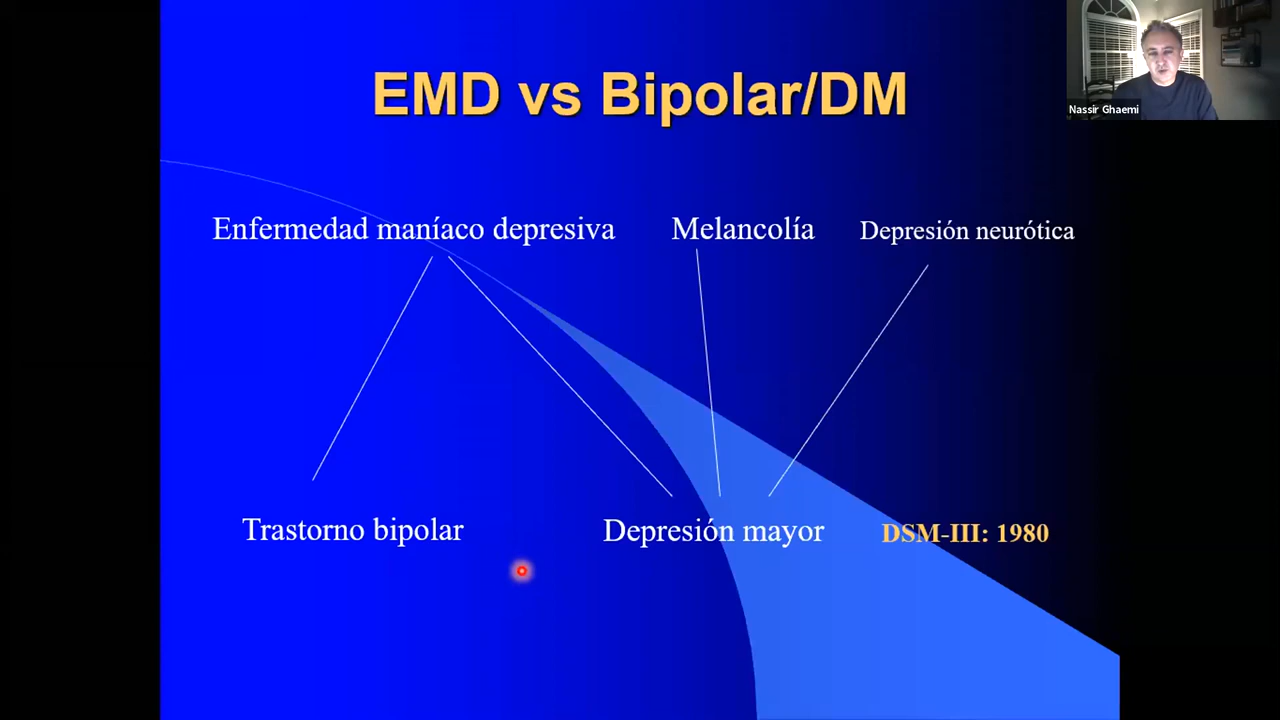 EMD vs Bipolar/DM
Nassir Ghaemi
Enfermedad maníaco depresiva
Melancolía
Depresión neurótica
Trastorno bipolar
Depresión mayor
DSM-III: 1980